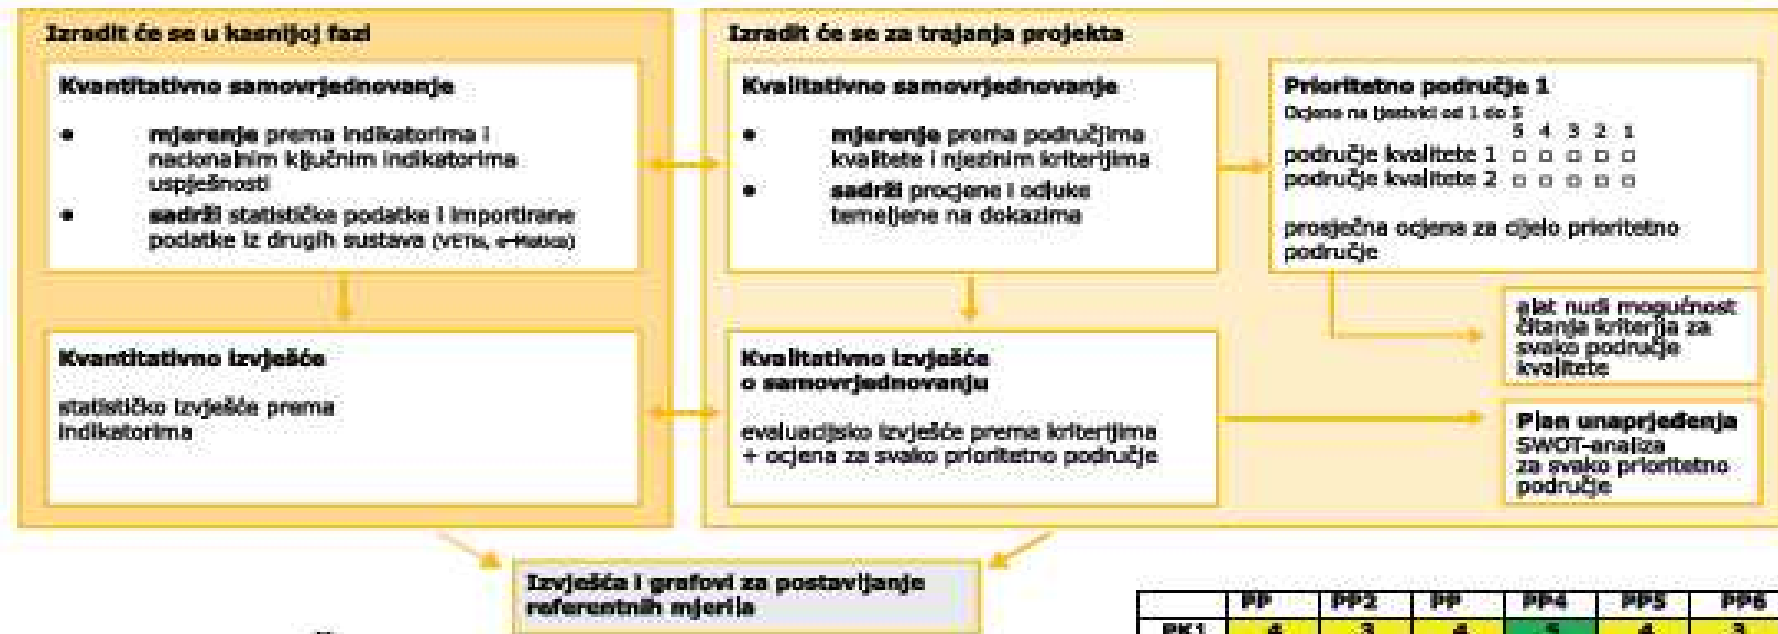 Izradit će se u kasnijoj fazi
Kvantitativno samovrjednovanje
• mjerenje prema indikatorima i
nacionalnim ključnim indikatorima
uspješnosti
• sadrži statističke podatke i importirane
podatke iz drugih sustava (VETIs, e-Matica)
Kvantitativno izvješće
statističko izvješće prema
indikatorima
Izradit će se za trajanja projekta
Kvalitativno samovrjednovanje
• mjerenje prema područjima
kvalitete i njezinim kriterijima
• sadrži procjene i odluke
temeljene na dokazima
Prioritetno područje 1
Ocjene na ljestvici od 1 do 5
5 4 3 2 1
područje kvalitete 1 □ □ □ □ □
područje kvalitete 2 □ □ □ □ □
prosječna ocjena za cijelo prioritetno
područje
alat nudi mogućnost
čitanja kriterija za
svako područje
kvalitete
Kvalitativno izvješće
o samovrjednovanju
evaluacijsko izvješće prema kriterijima
+ ocjena za svako prioritetno područje
Plan unaprjeđenja
SWOT-analiza
za svako prioritetno
područje
Izvješća i grafovi za postavljanje
referentnih mjerila
PP PP2 PP PP4 PP5 PP6
PK1 4 3 4 5 4 3